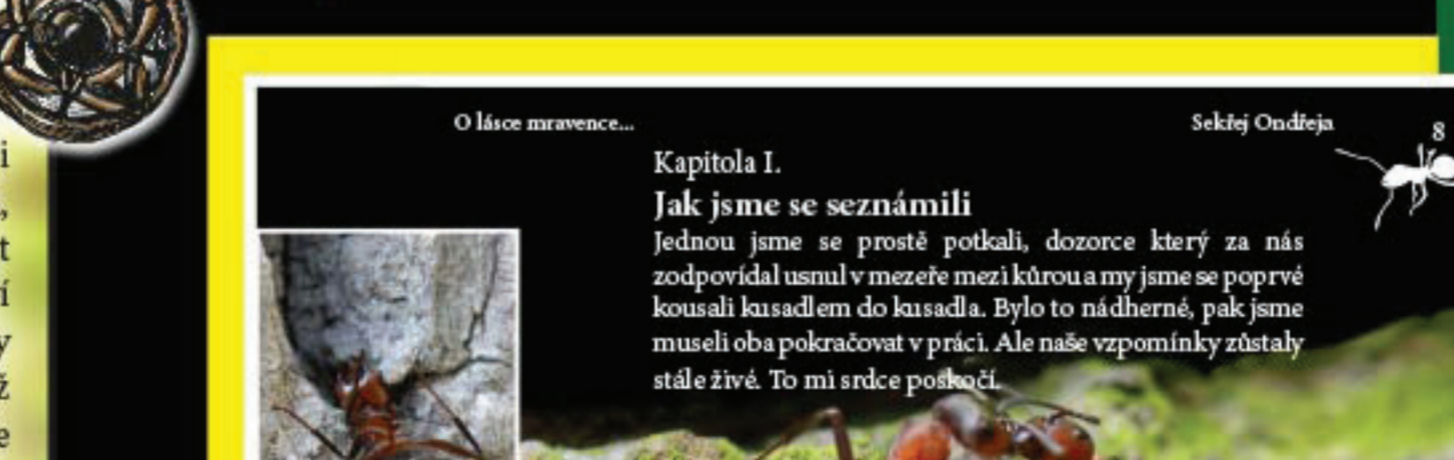 O lásce mravence...
Sekřej Ondřeja
8
Kapitola I.
Jak jsme se seznámili
Jednou jsme se prostě potkali, dozorce který za nás
zodpovídal usnul v mezeře mezi kůrou a my jsme se poprvé
kousali kusadlem do kusadla. Bylo to nádherné, pak jsme
museli oba pokračovat v práci. Ale naše vzpomínky zůstaly
stále živé. To mi srdce poskočí.
i
,
t
í
y
ž
e